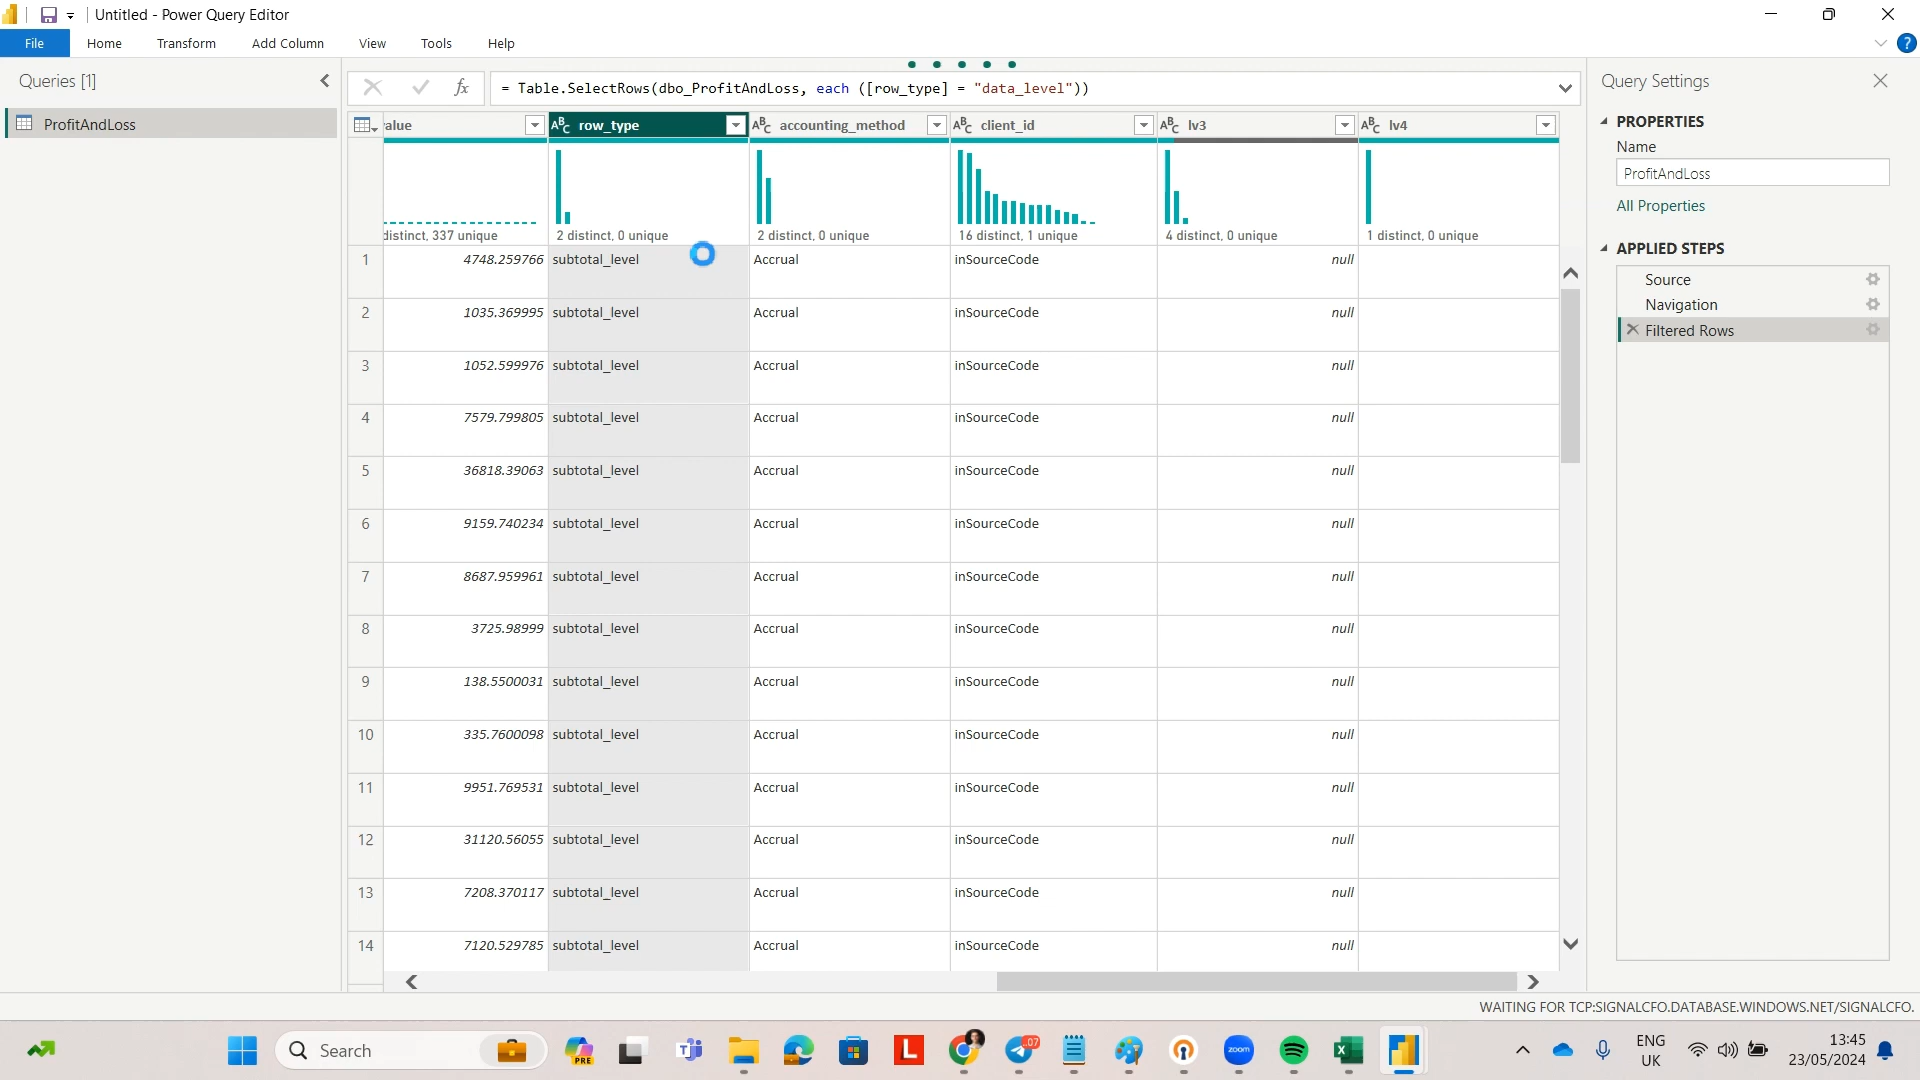 Untitled - Power Query Editor
File Home Transform Add Column View Tools Help
Queries [1]
ProfitAndLoss
fx = Table.SelectRows(dbo_ProfitAndLoss, each ([row_type] = "data_level"))
alue ABC row_type ABC accounting_method ABC client_id ABC lv3 ABC lv4
distinct, 337 unique 2 distinct, 0 unique 2 distinct, 0 unique 16 distinct, 1 unique 4 distinct, 0 unique 1 distinct, 0 unique
1 4748.259766 subtotal_level Accrual inSourceCode null
2 1035.369995 subtotal_level Accrual inSourceCode null
3 1052.599976 subtotal_level Accrual inSourceCode null
4 7579.799805 subtotal_level Accrual inSourceCode null
5 36818.39063 subtotal_level Accrual inSourceCode null
6 9159.740234 subtotal_level Accrual inSourceCode null
7 8687.959961 subtotal_level Accrual inSourceCode null
8 3725.98999 subtotal_level Accrual inSourceCode null
9 138.5500031 subtotal_level Accrual inSourceCode null
10 335.7600098 subtotal_level Accrual inSourceCode null
11 9951.769531 subtotal_level Accrual inSourceCode null
12 31120.56055 subtotal_level Accrual inSourceCode null
13 7208.370117 subtotal_level Accrual inSourceCode null
14 7120.529785 subtotal_level Accrual inSourceCode null
Query Settings
PROPERTIES
Name
ProfitAndLoss
All Properties
APPLIED STEPS
Source
Navigation
Filtered Rows
WAITING FOR TCP:SIGNALCFO.DATABASE.WINDOWS.NET/SIGNALCFO.
Search
PRE
..07
zoom
ENG
UK
13:45
23/05/2024